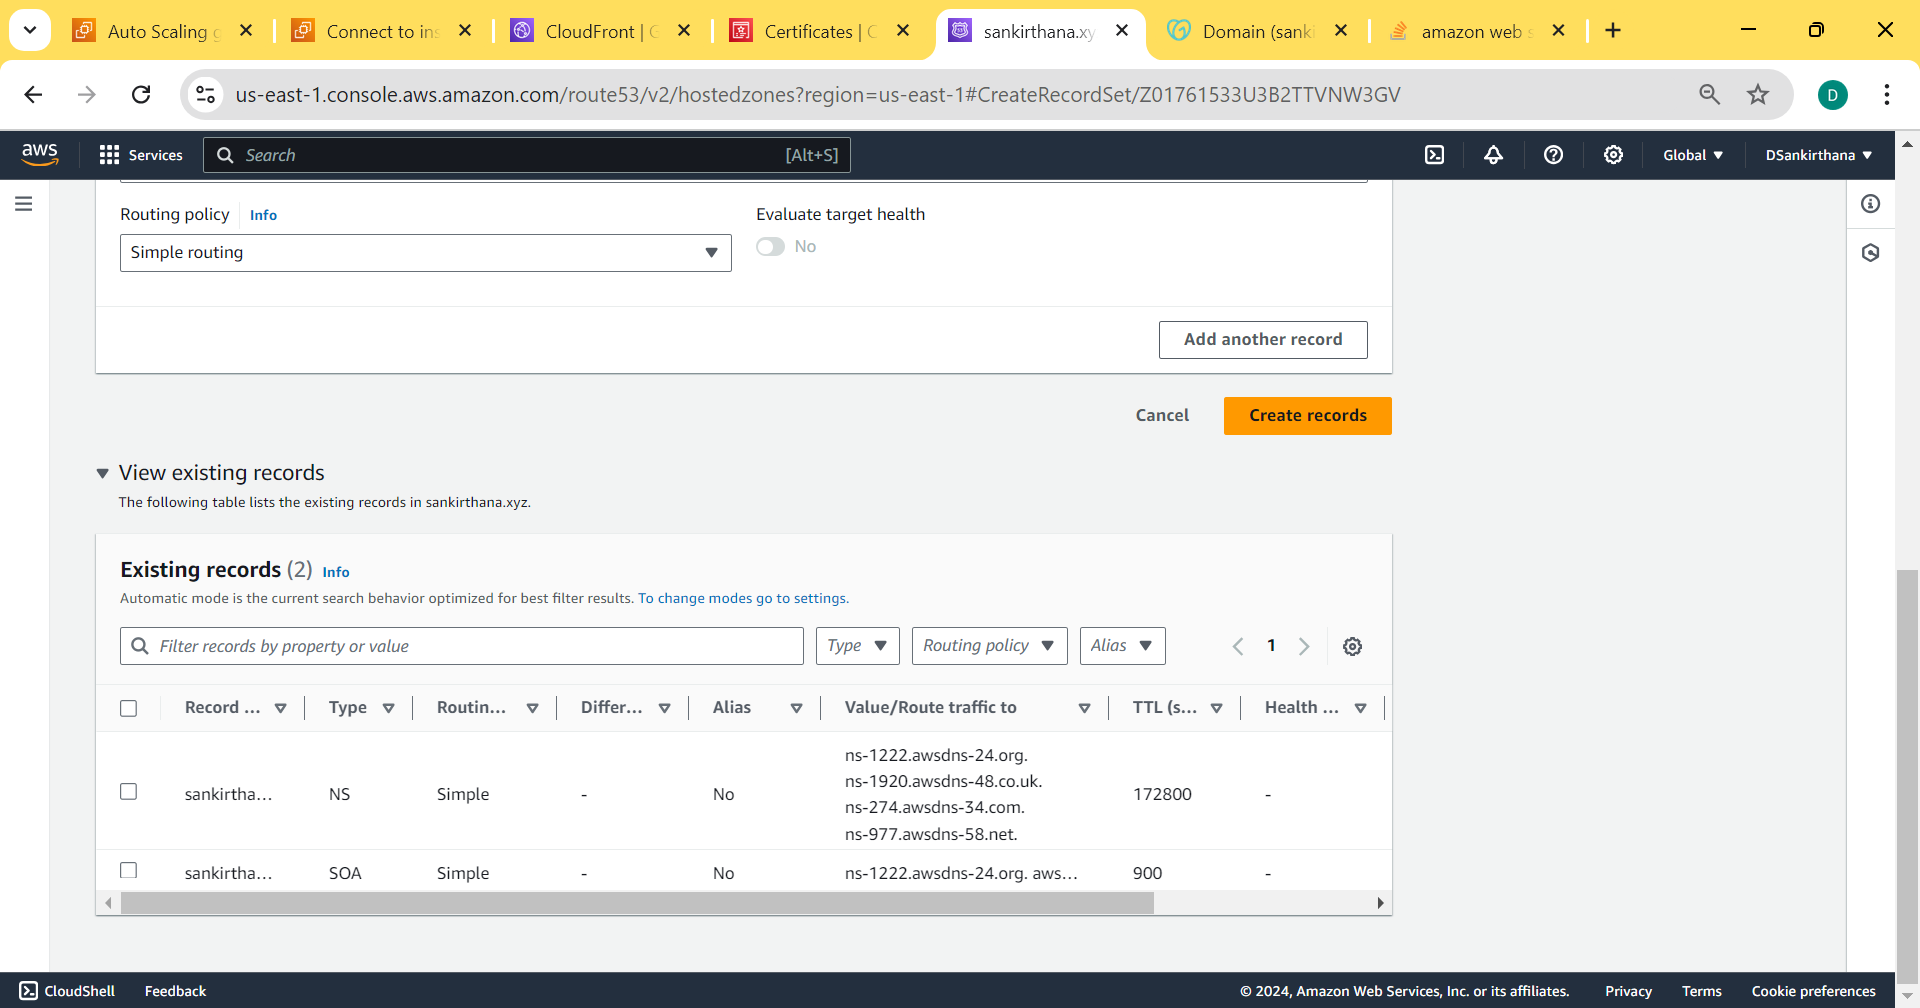 Auto Scaling g
Connect to ins
CloudFront | G
Certificates | C
sankirthana.xy
Domain (sanki
amazon web s
us-east-1.console.aws.amazon.com/route53/v2/hostedzones?region=us-east-1#CreateRecordSet/Z01761533U3B2TTVNW3GV
D
aws
Services
Search
[Alt+S]
Global
DSankirthana
Routing policy
Info
Evaluate target health
Simple routing
No
Add another record
Cancel
Create records
View existing records
The following table lists the existing records in sankirthana.xyz.
Existing records (2) Info
Automatic mode is the current search behavior optimized for best filter results. To change modes go to settings.
Filter records by property or value
Type
Routing policy
Alias
1
Record ... Type Routin... Differ... Alias Value/Route traffic to TTL (s... Health ...
sankirtha... NS Simple - No
ns-1222.awsdns-24.org.
ns-1920.awsdns-48.co.uk.
ns-274.awsdns-34.com.
ns-977.awsdns-58.net.
172800 -
sankirtha... SOA Simple - No ns-1222.awsdns-24.org. aws... 900 -
CloudShell
Feedback
© 2024, Amazon Web Services, Inc. or its affiliates.
Privacy
Terms
Cookie preferences